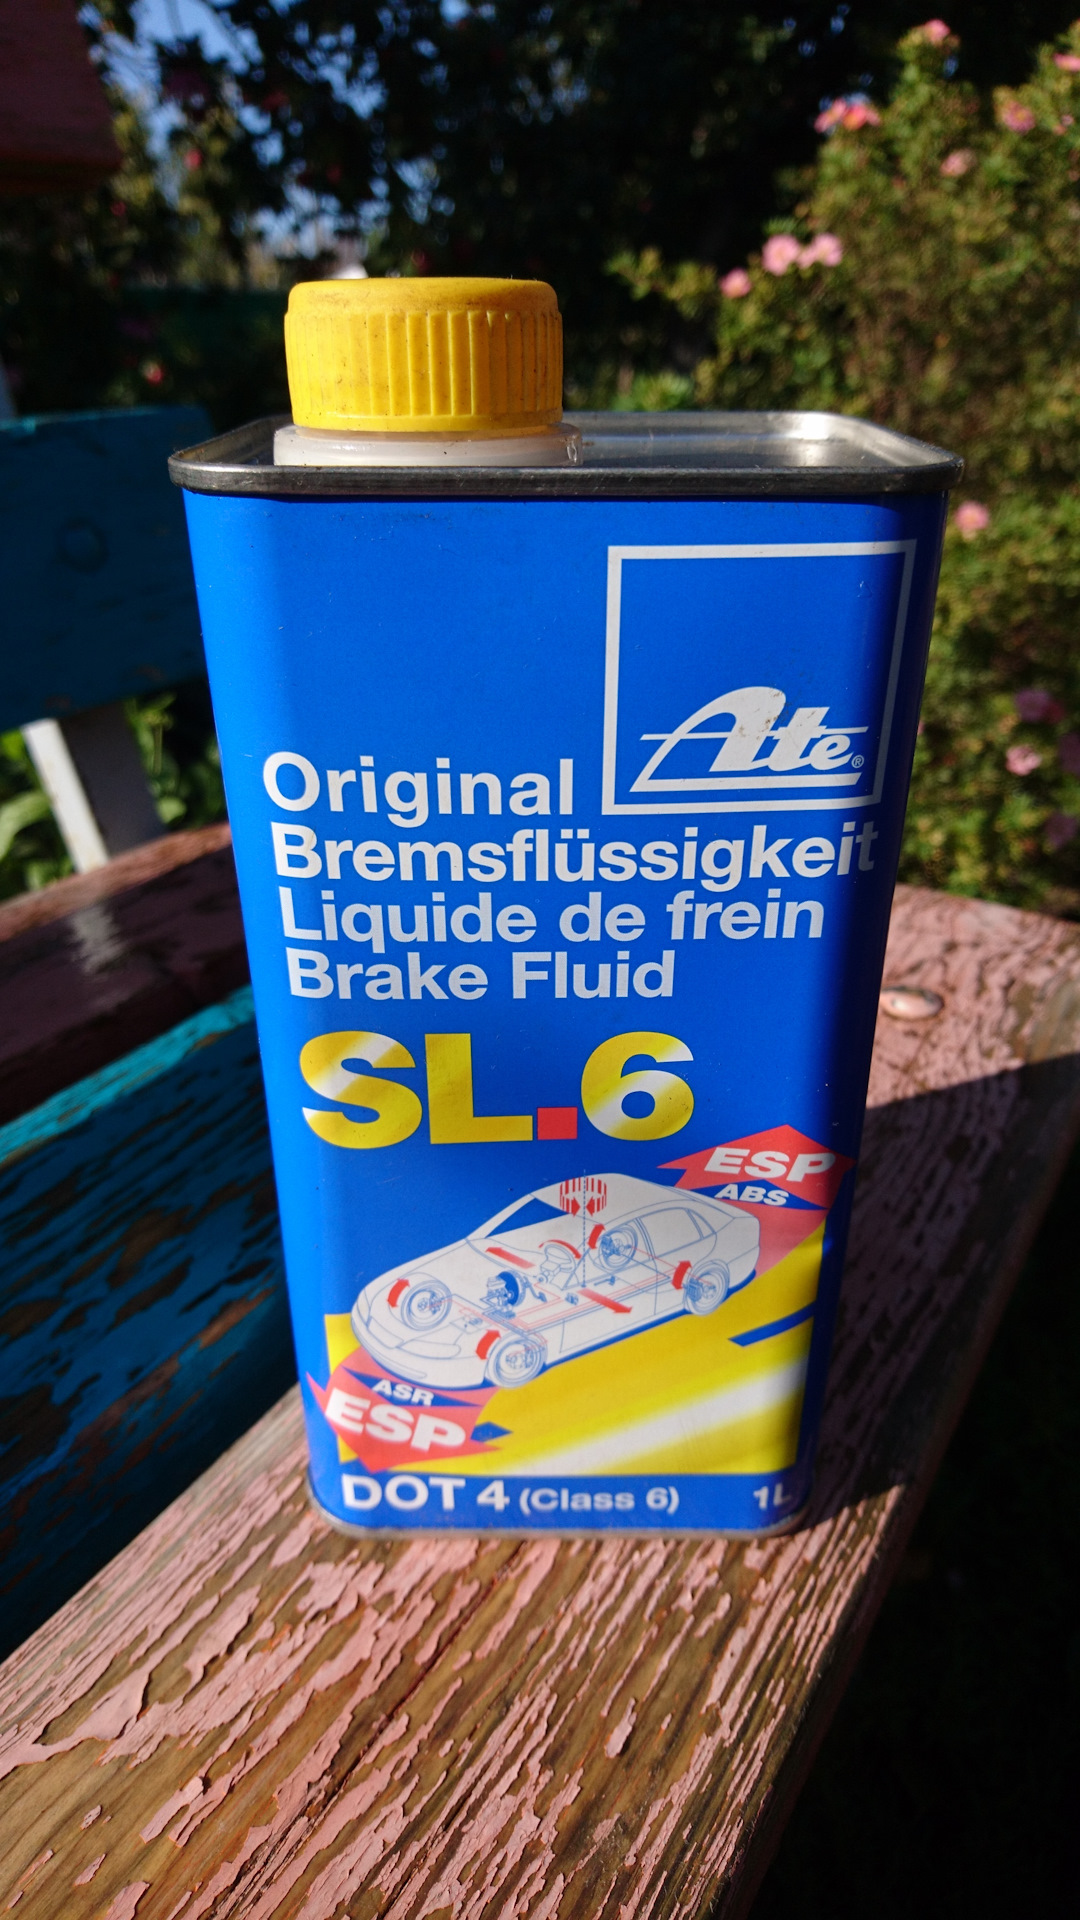 Ate®
Original
Bremsflüssigkeit
Liquide de frein
Brake Fluid
SL.6
ESP
ABS
ASR
ESP
DOT 4 (Class 6) 1L